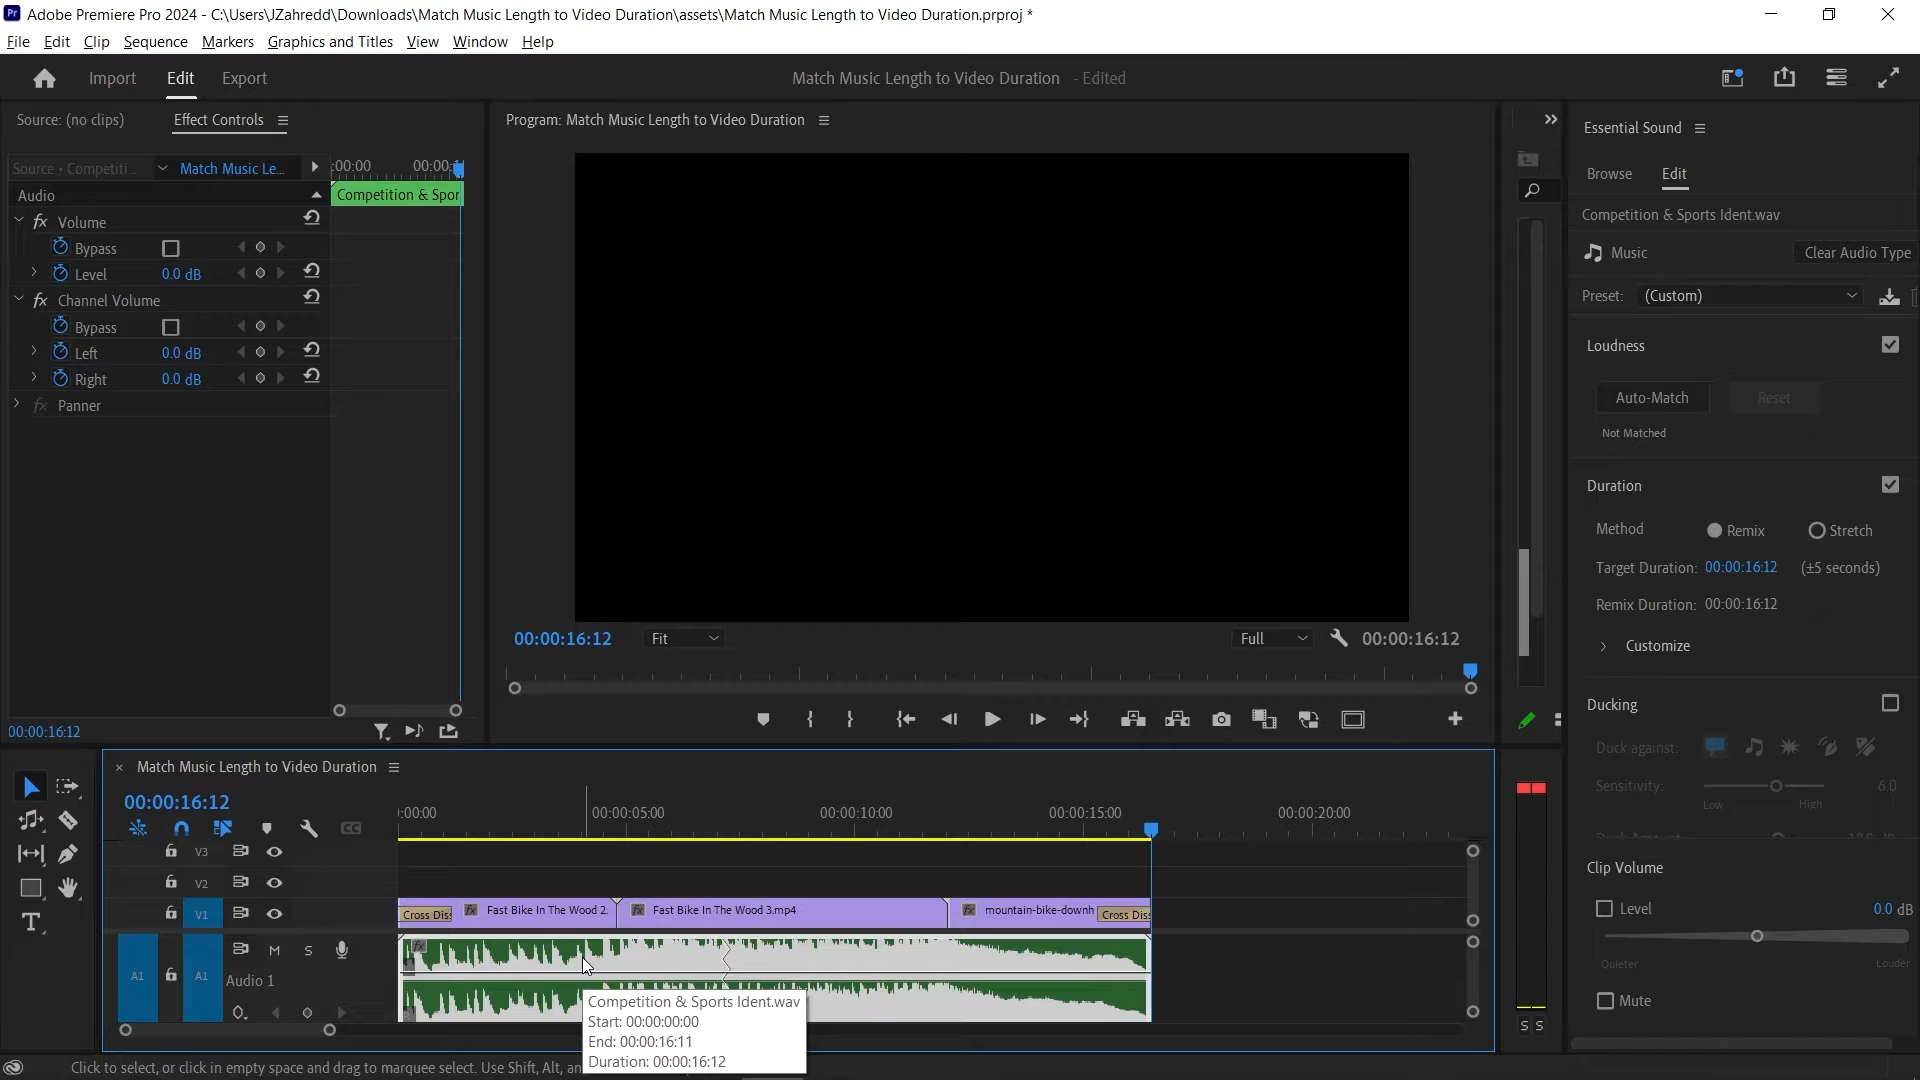 Adobe Premiere Pro 2024 - C:\Users\JZahredd\Downloads\Match Music Length to Video Duration\assets\Match Music Length to Video Duration.prproj *
File Edit Clip Sequence Markers Graphics and Titles View Window Help
Import Edit Export
Match Music Length to Video Duration - Edited
Source: (no clips) Effect Controls
Source • Competiti... Match Music Le...
:00:00 00:00:1
Audio
Competition & Spor
fx Volume
Bypass
Level 0.0 dB
fx Channel Volume
Bypass
Left 0.0 dB
Right 0.0 dB
fx Panner
00:00:16:12
Program: Match Music Length to Video Duration
00:00:16:12 Fit Full 00:00:16:12
Essential Sound
Browse Edit
Competition & Sports Ident.wav
Music Clear Audio Type
Preset: (Custom)
Loudness
Auto-Match Reset
Not Matched
Duration
Method Remix Stretch
Target Duration: 00:00:16:12 (±5 seconds)
Remix Duration: 00:00:16:12
Customize
Ducking
Duck against:
Sensitivity: 6.0
Low High
Clip Volume
Level 0.0 dB
Quieter Louder
Mute
× Match Music Length to Video Duration
00:00:16:12
:00:00 00:00:05:00 00:00:10:00 00:00:15:00 00:00:20:00
V3
V2
V1
Cross Diss fx Fast Bike In The Wood 2. fx Fast Bike In The Wood 3.mp4 fx mountain-bike-downh Cross Diss
A1 A1 M S
Audio 1
fx
Competition & Sports Ident.wav
Start: 00:00:00:00
End: 00:00:16:11
Duration: 00:00:16:12
S S
Click to select, or click in empty space and drag to marquee select. Use Shift, Alt, an